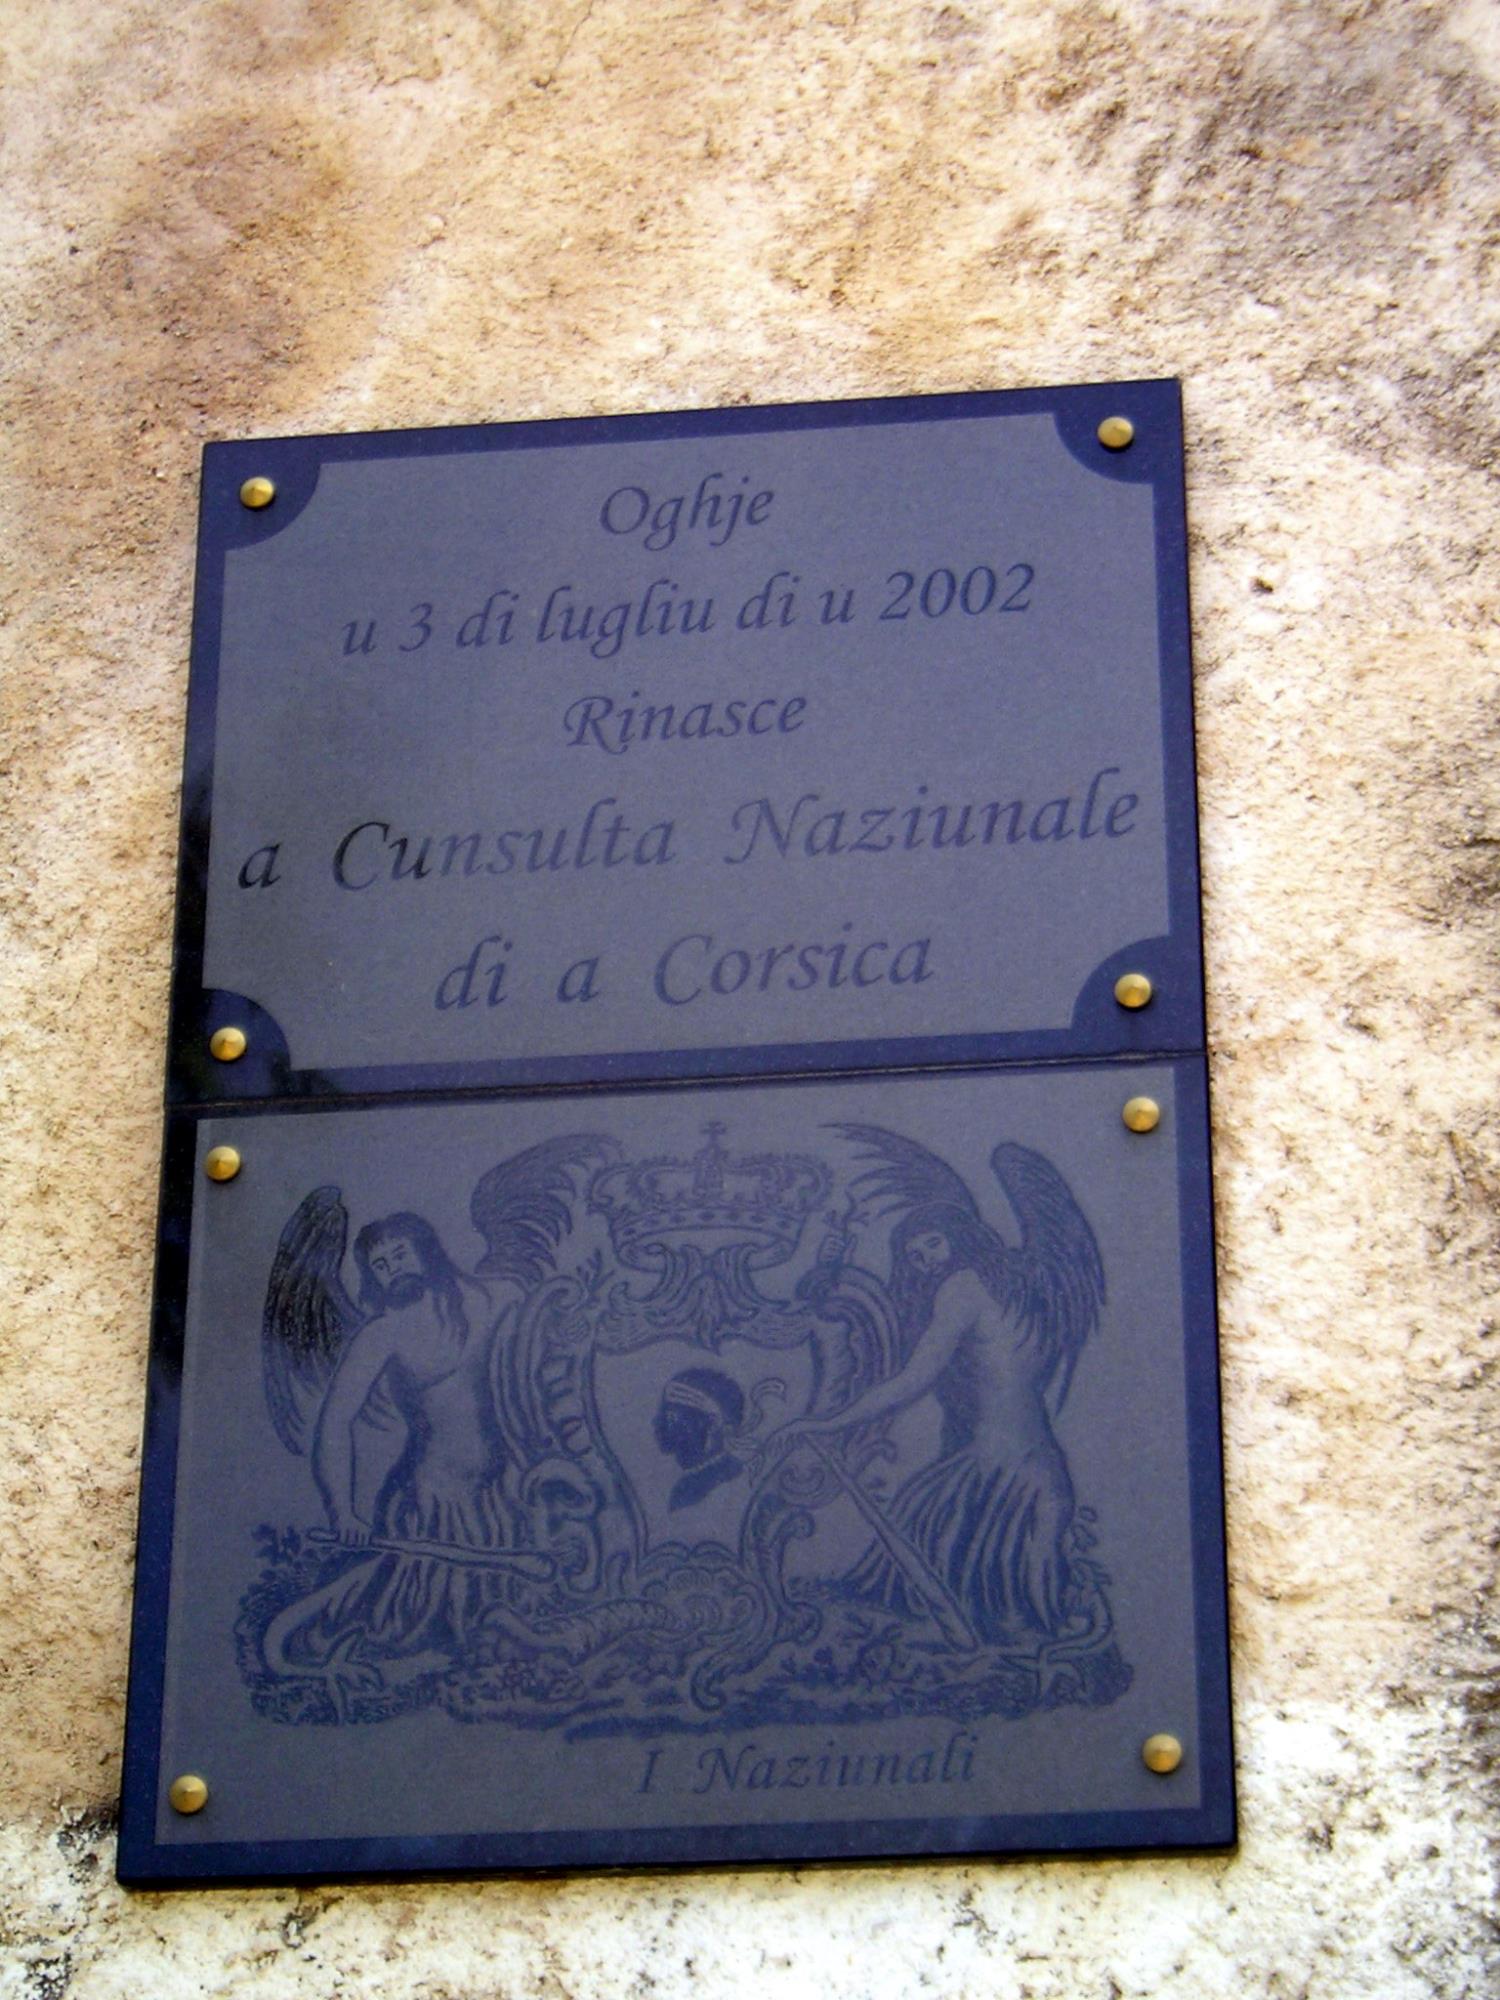 Oghje
u 3 di lugliu di u 2002
Rinasce
a Cunsulta Naziunale
di a Corsica
I Naziunali